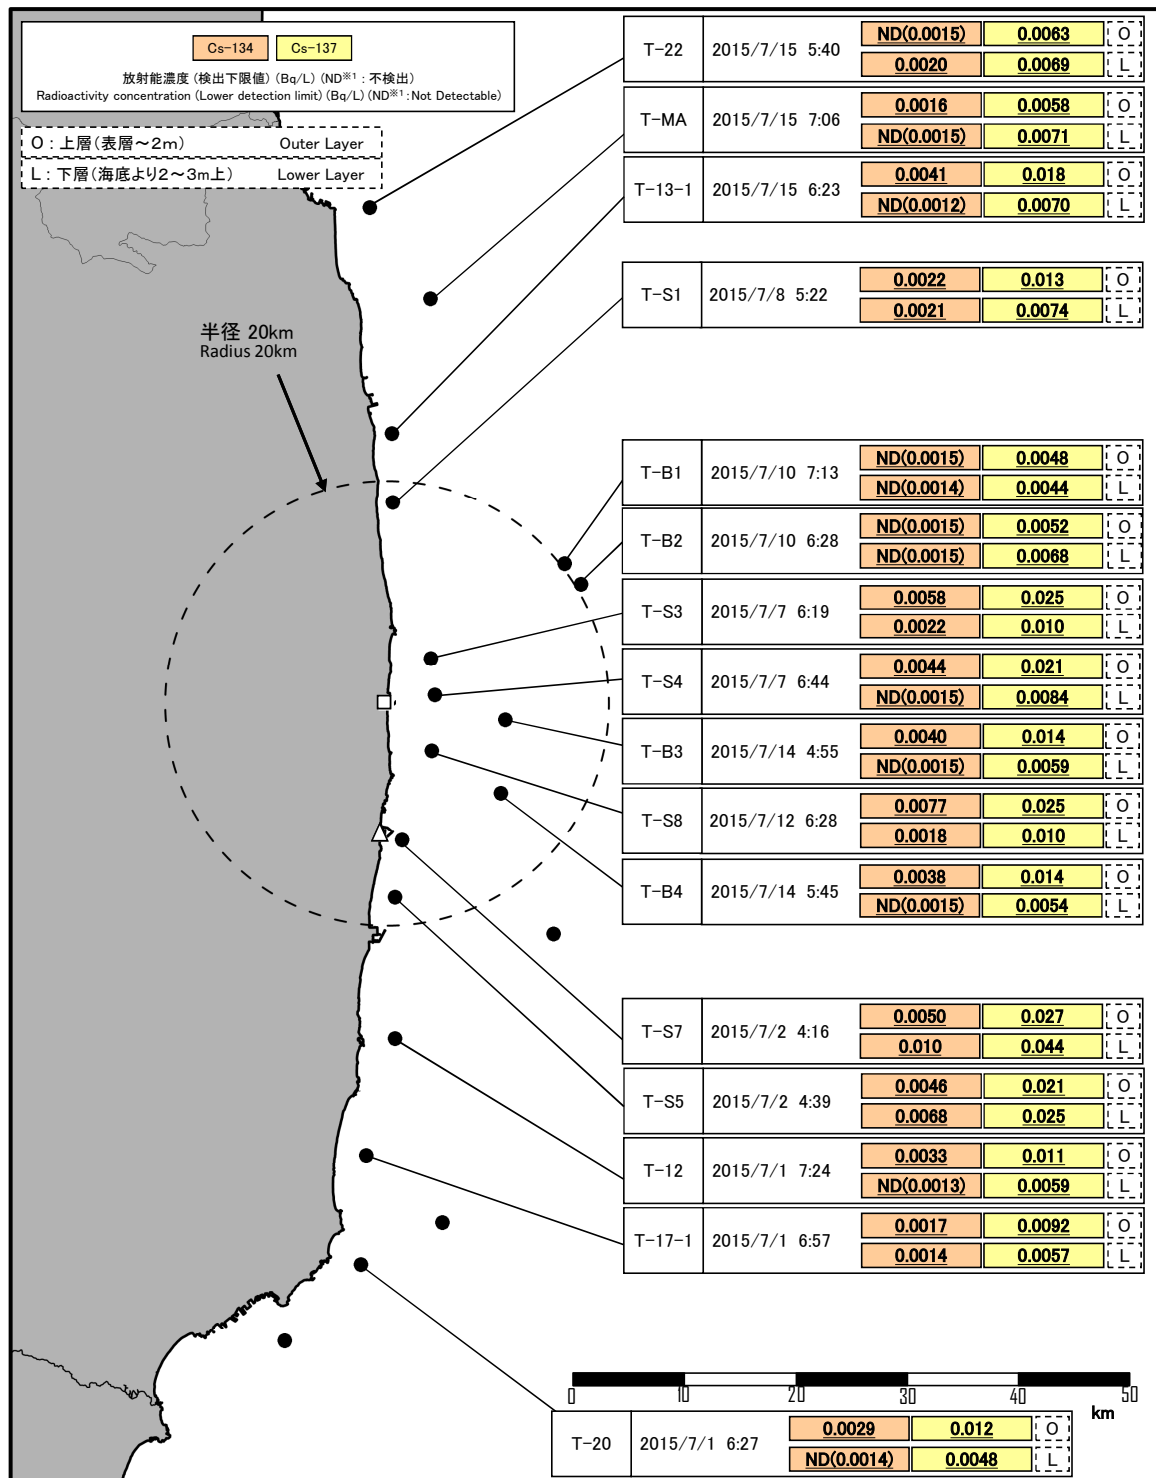 Cs-134 Cs-137
放射能濃度 (検出下限値) (Bq/L) (ND※1 : 不検出)
Radioactivity concentration (Lower detection limit) (Bq/L) (ND※1 : Not Detectable)
O : 上層(表層～2m) Outer Layer
L : 下層(海底より2～3m上) Lower Layer
T-22 2015/7/15 5:40 ND(0.0015) 0.0063 O
0.0020 0.0069 L
T-MA 2015/7/15 7:06 0.0016 0.0058 O
ND(0.0015) 0.0071 L
T-13-1 2015/7/15 6:23 0.0041 0.018 O
ND(0.0012) 0.0070 L
T-S1 2015/7/8 5:22 0.0022 0.013 O
0.0021 0.0074 L
半径 20km
Radius 20km
T-B1 2015/7/10 7:13 ND(0.0015) 0.0048 O
ND(0.0014) 0.0044 L
T-B2 2015/7/10 6:28 ND(0.0015) 0.0052 O
ND(0.0015) 0.0068 L
T-S3 2015/7/7 6:19 0.0058 0.025 O
0.0022 0.010 L
T-S4 2015/7/7 6:44 0.0044 0.021 O
ND(0.0015) 0.0084 L
T-B3 2015/7/14 4:55 0.0040 0.014 O
ND(0.0015) 0.0059 L
T-S8 2015/7/12 6:28 0.0077 0.025 O
0.0018 0.010 L
T-B4 2015/7/14 5:45 0.0038 0.014 O
ND(0.0015) 0.0054 L
T-S7 2015/7/2 4:16 0.0050 0.027 O
0.010 0.044 L
T-S5 2015/7/2 4:39 0.0046 0.021 O
0.0068 0.025 L
T-12 2015/7/1 7:24 0.0033 0.011 O
ND(0.0013) 0.0059 L
T-17-1 2015/7/1 6:57 0.0017 0.0092 O
0.0014 0.0057 L
0 10 20 30 40 50
km
T-20 2015/7/1 6:27 0.0029 0.012 O
ND(0.0014) 0.0048 L